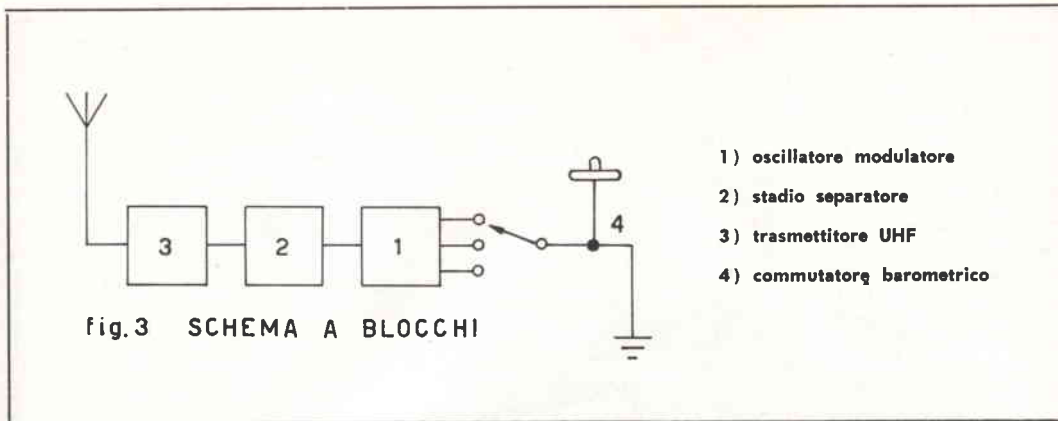 3
2
1
4
fig.3 SCHEMA A BLOCCHI
1) oscillatore modulatore
2) stadio separatore
3) trasmettitore UHF
4) commutatore barometrico